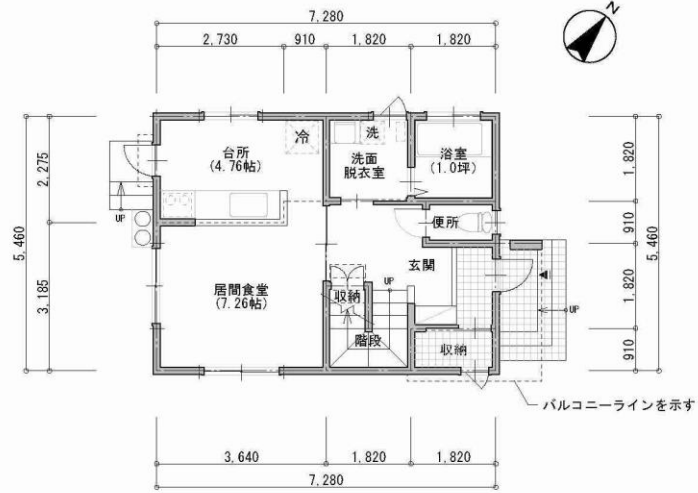 7,280
2,730 910 1,820 1,820
N
台所
(4.76帖)
冷
洗
洗面
脱衣室
浴室
(1.0坪)
便所
玄関
居間食堂
(7.26帖)
収納
階段
収納
UP
UP
UP
5,460
2,275
3,185
1,820
910
1,820
910
5,460
バルコニーラインを示す
3,640 1,820 1,820
7,280